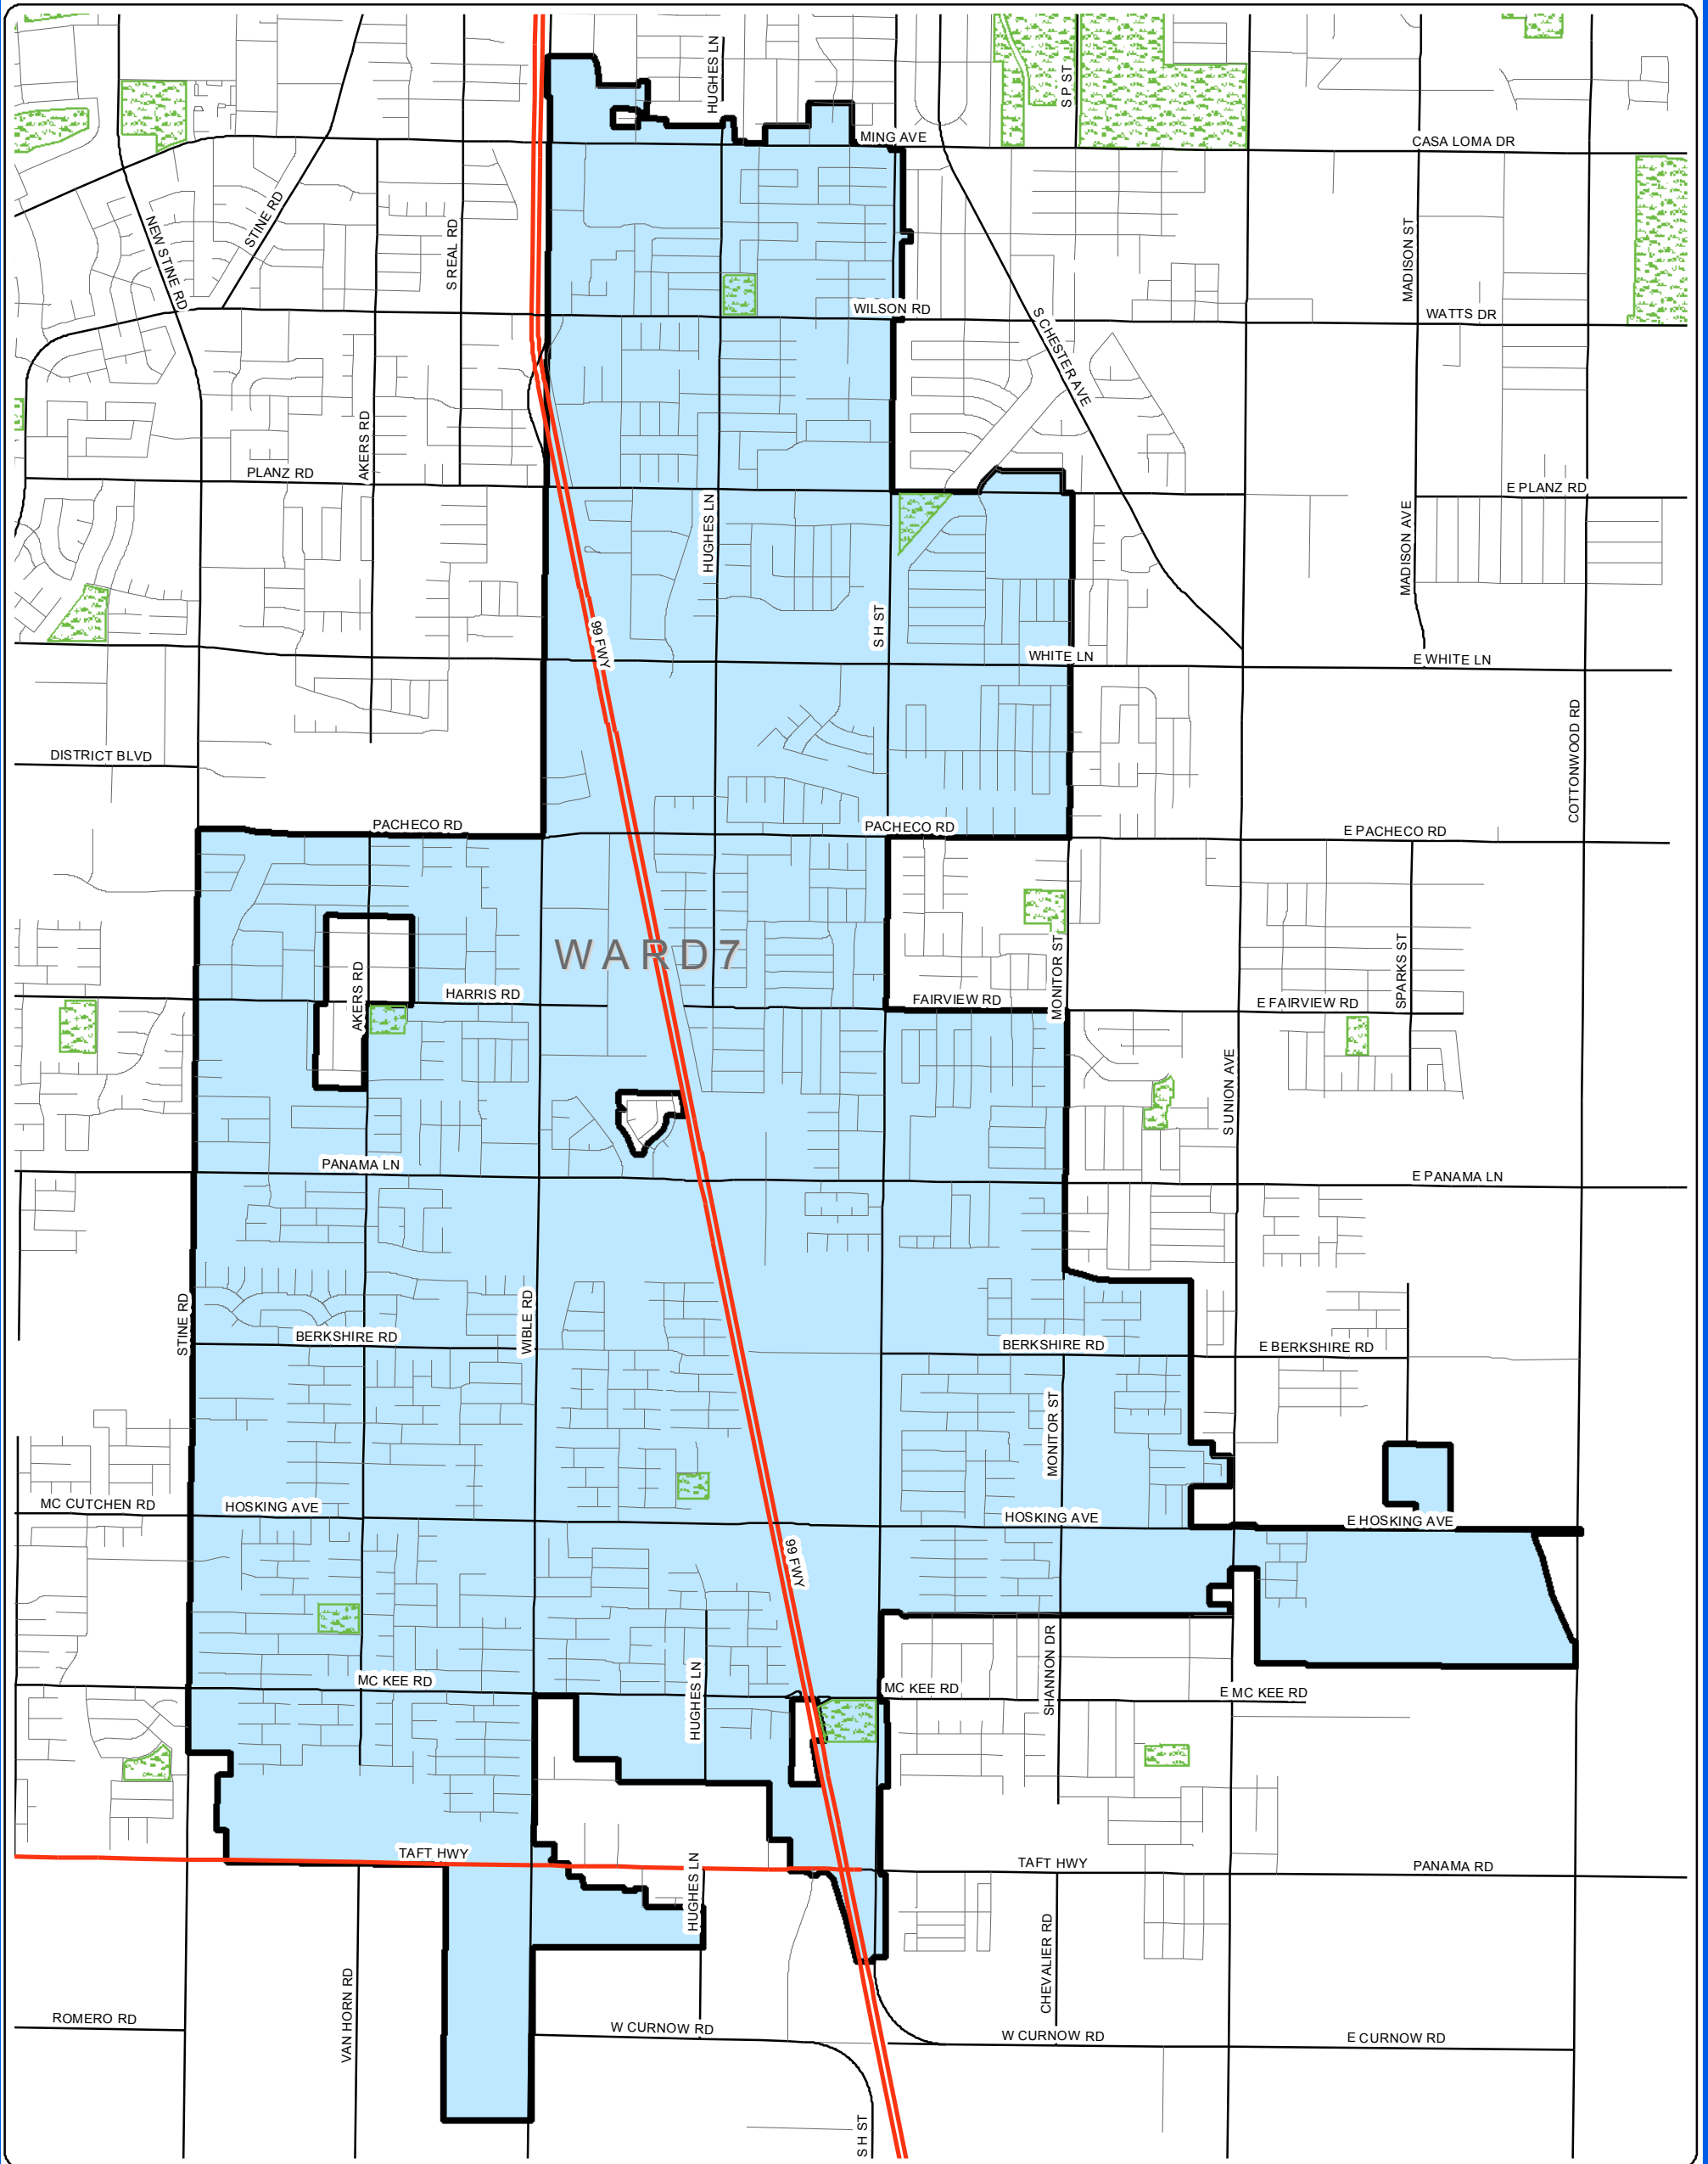 HUGHES LN
S P ST
MING AVE
CASA LOMA DR
NEW STINE RD
STINE RD
S REAL RD
MADISON ST
WILSON RD
WATTS DR
S CHESTER AVE
AKERS RD
PLANZ RD
E PLANZ RD
HUGHES LN
MADISON AVE
S H ST
99 FWY
WHITE LN
E WHITE LN
DISTRICT BLVD
COTTONWOOD RD
PACHECO RD
PACHECO RD
E PACHECO RD
WARD 7
AKERS RD
HARRIS RD
FAIRVIEW RD
MONITOR ST
E FAIRVIEW RD
SPARKS ST
S UNION AVE
PANAMA LN
E PANAMA LN
STINE RD
WIBLE RD
BERKSHIRE RD
BERKSHIRE RD
E BERKSHIRE RD
MONITOR ST
MC CUTCHEN RD
HOSKING AVE
HOSKING AVE
E HOSKING AVE
99 FWY
MC KEE RD
HUGHES LN
MC KEE RD
SHANNON DR
E MC KEE RD
TAFT HWY
HUGHES LN
TAFT HWY
PANAMA RD
VAN HORN RD
CHEVALIER RD
ROMERO RD
W CURNOW RD
W CURNOW RD
E CURNOW RD
S H ST